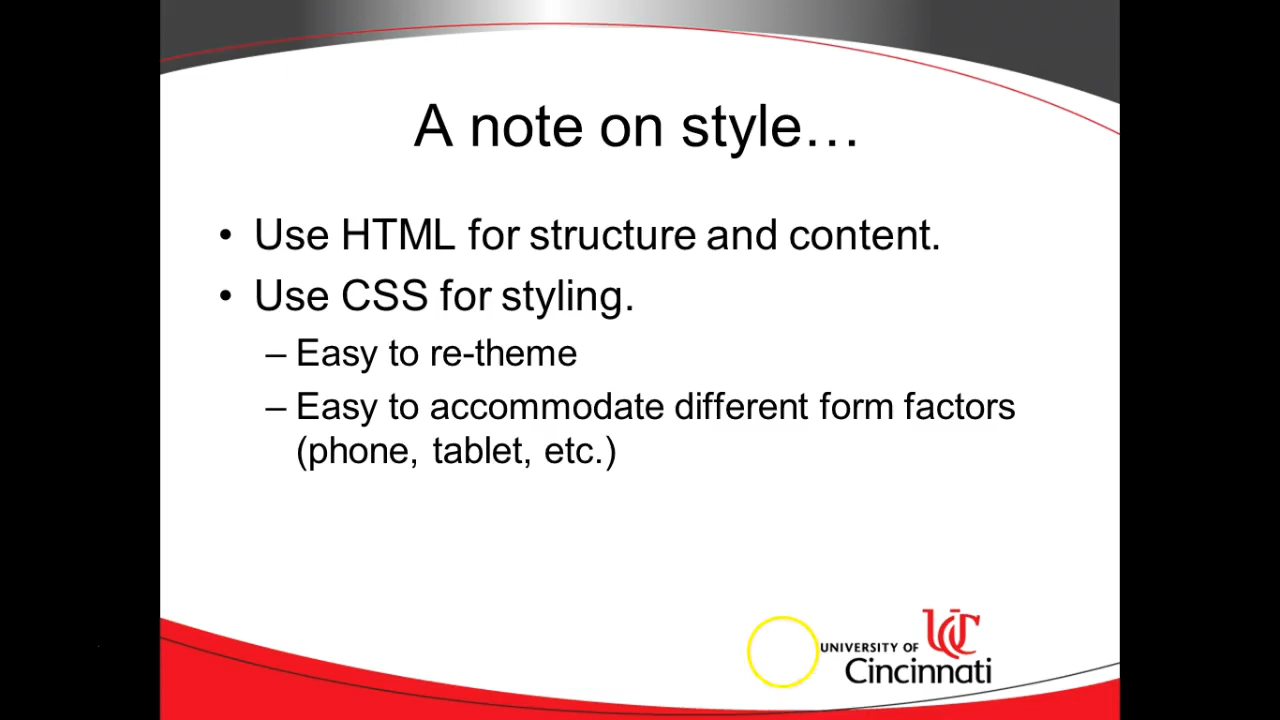 A note on style…
• Use HTML for structure and content.
• Use CSS for styling.
– Easy to re-theme
– Easy to accommodate different form factors
(phone, tablet, etc.)
UC
UNIVERSITY OF
Cincinnati